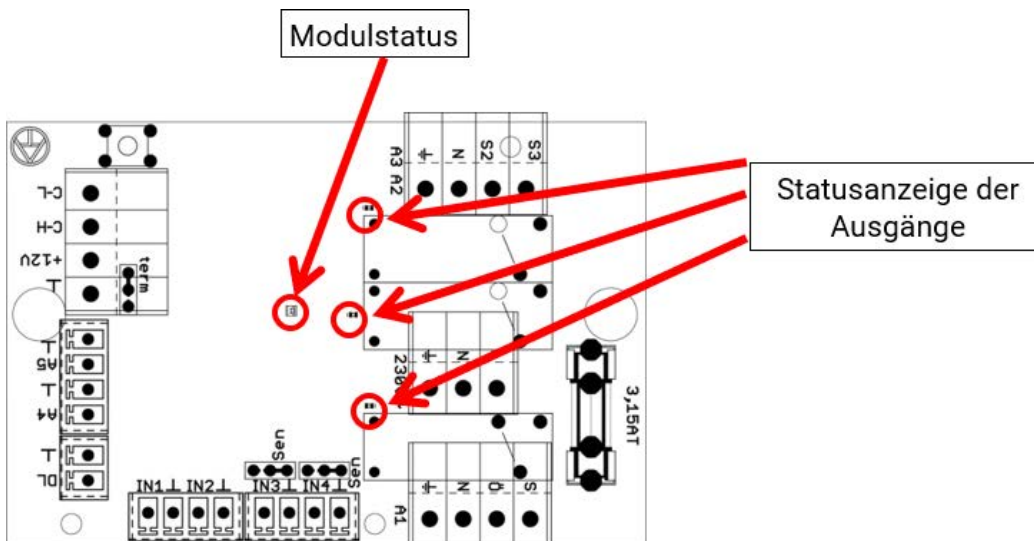 Modulstatus
Statusanzeige der
Ausgänge
A3 A2
⏚
N
S2
S3
C-L
C-H
+12V
⊥
term
⊥
A5
⊥
A4
⊥
DL
N
3,15AT
Sen
Sen
IN1⊥ IN2⊥
IN3⊥ IN4⊥
A1
⏚
N
Ö
S